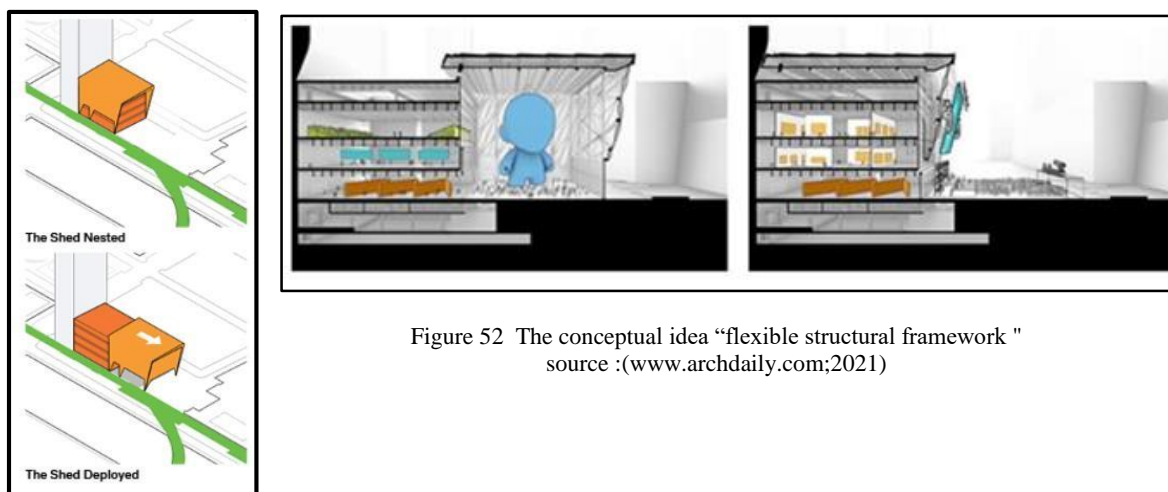 The Shed Nested
The Shed Deployed
Figure 52  The conceptual idea “flexible structural framework "
source :(www.archdaily.com;2021)